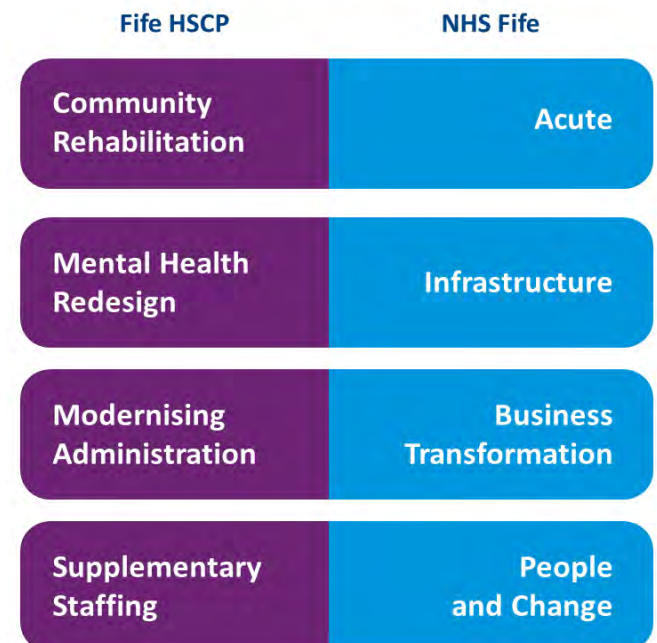 Fife HSCP NHS Fife
Community
Rehabilitation
Acute
Mental Health
Redesign
Infrastructure
Modernising
Administration
Business
Transformation
Supplementary
Staffing
People
and Change